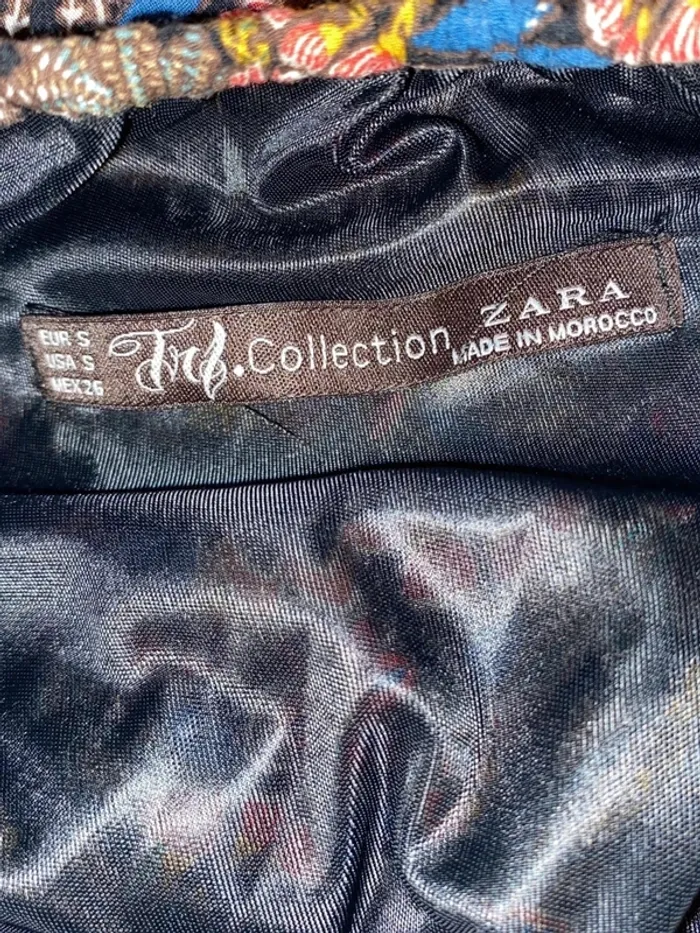 EUR S
USA S
MEX 26
Trf.Collection
ZARA
MADE IN MOROCCO